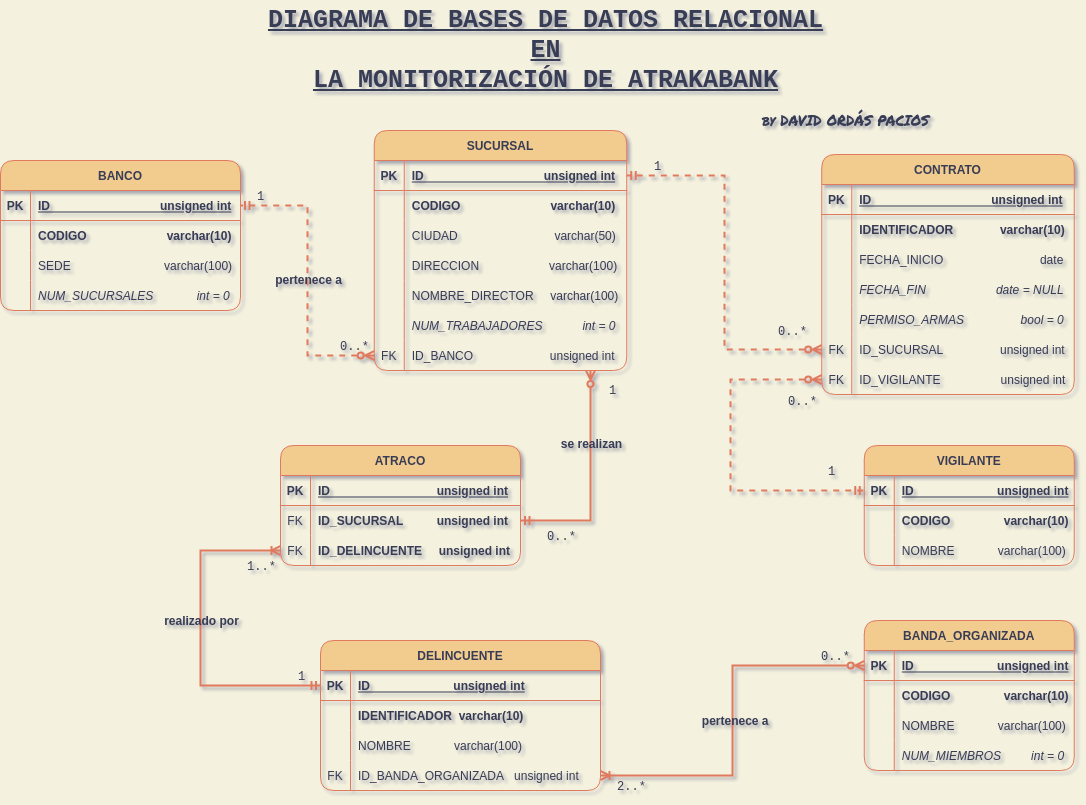 DIAGRAMA DE BASES DE DATOS RELACIONAL
EN
LA MONITORIZACIÓN DE ATRAKABANK
BY DAVID ORDÁS PACIOS
BANCO
PK ID unsigned int
CODIGO varchar(10)
SEDE varchar(100)
NUM_SUCURSALES int = 0
1
pertenece a
0..*
SUCURSAL
PK ID unsigned int
CODIGO varchar(10)
CIUDAD varchar(50)
DIRECCION varchar(100)
NOMBRE_DIRECTOR varchar(100)
NUM_TRABAJADORES int = 0
FK ID_BANCO unsigned int
1
0..*
CONTRATO
PK ID unsigned int
IDENTIFICADOR varchar(10)
FECHA_INICIO date
FECHA_FIN date = NULL
PERMISO_ARMAS bool = 0
FK ID_SUCURSAL unsigned int
FK ID_VIGILANTE unsigned int
0..*
1
1
se realizan
0..*
ATRACO
PK ID unsigned int
FK ID_SUCURSAL unsigned int
FK ID_DELINCUENTE unsigned int
1..*
realizado por
1
VIGILANTE
PK ID unsigned int
CODIGO varchar(10)
NOMBRE varchar(100)
DELINCUENTE
PK ID unsigned int
IDENTIFICADOR varchar(10)
NOMBRE varchar(100)
FK ID_BANDA_ORGANIZADA unsigned int
0..*
pertenece a
2..*
BANDA_ORGANIZADA
PK ID unsigned int
CODIGO varchar(10)
NOMBRE varchar(100)
NUM_MIEMBROS int = 0